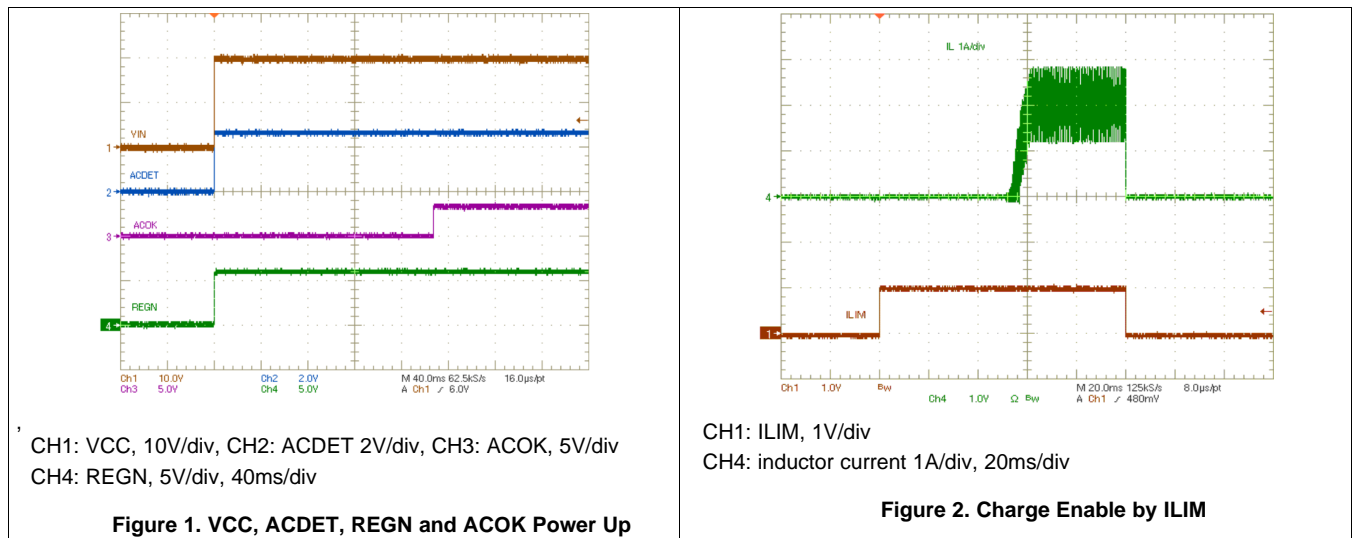 VIN
1
ACDET
2
ACOK
3
REGN
4
Ch1 10.0V Ch2 2.0V M 40.0ms 62.5kS/s 16.0µs/pt
Ch3 5.0V Ch4 5.0V A Ch1 / 6.0V
,
CH1: VCC, 10V/div, CH2: ACDET 2V/div, CH3: ACOK, 5V/div
CH4: REGN, 5V/div, 40ms/div
Figure 1. VCC, ACDET, REGN and ACOK Power Up
IL 1A/div
4
ILIM
1
Ch1 1.0V Bw M 20.0ms 125kS/s 8.0µs/pt
Ch4 1.0V Ω Bw A Ch1 / 480mV
CH1: ILIM, 1V/div
CH4: inductor current 1A/div, 20ms/div
Figure 2. Charge Enable by ILIM